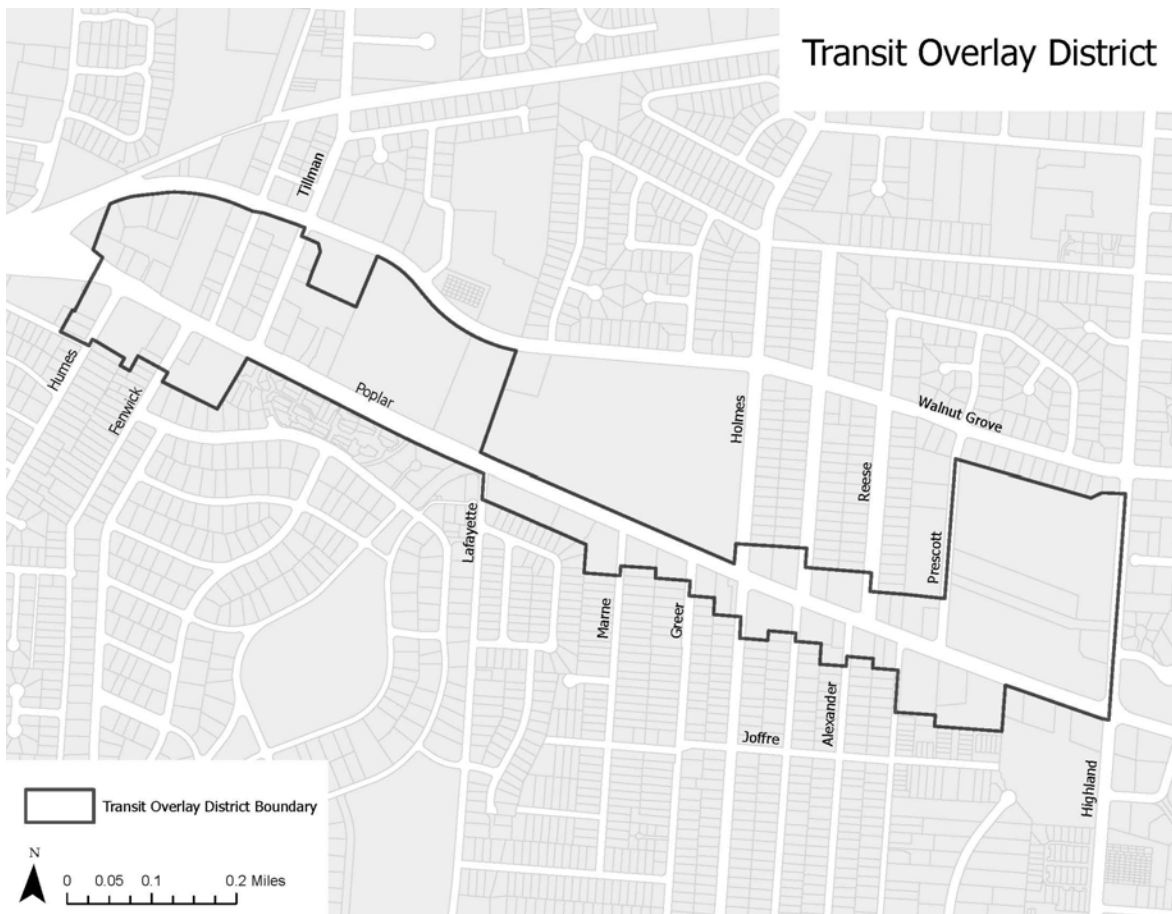 Transit Overlay District
Tillman
Humes
Fenwick
Poplar
Lafayette
Holmes
Walnut Grove
Reese
Prescott
Marne
Greer
Joffre
Alexander
Highland
Transit Overlay District Boundary
N
0 0.05 0.1 0.2 Miles